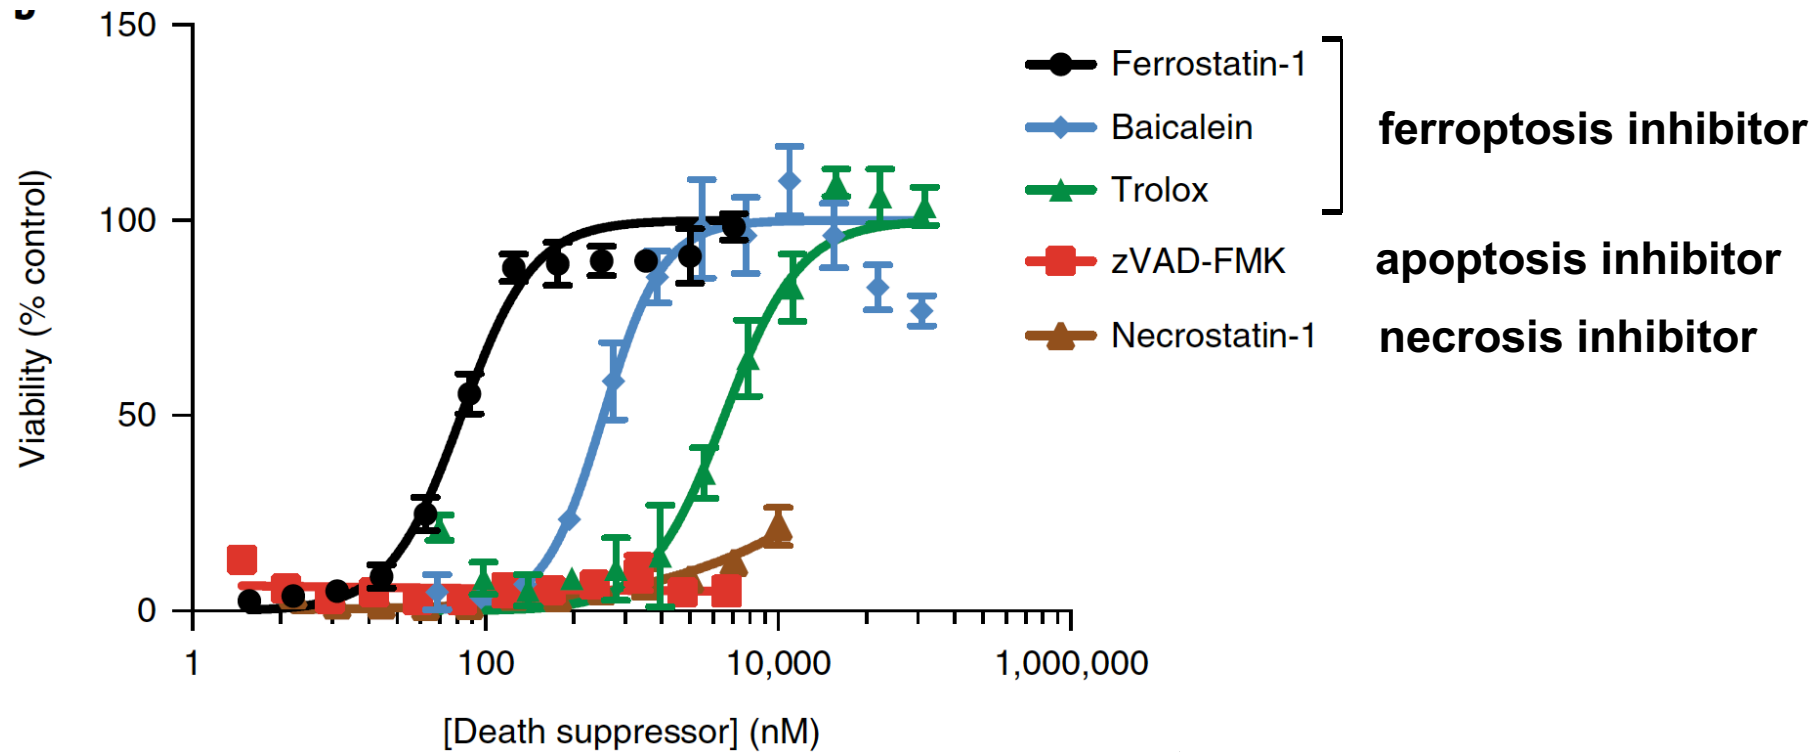 150
100
50
0
Viability (% control)
1
100
10,000
1,000,000
[Death suppressor] (nM)
Ferrostatin-1
Baicalein
Trolox
zVAD-FMK
Necrostatin-1
ferroptosis inhibitor
apoptosis inhibitor
necrosis inhibitor